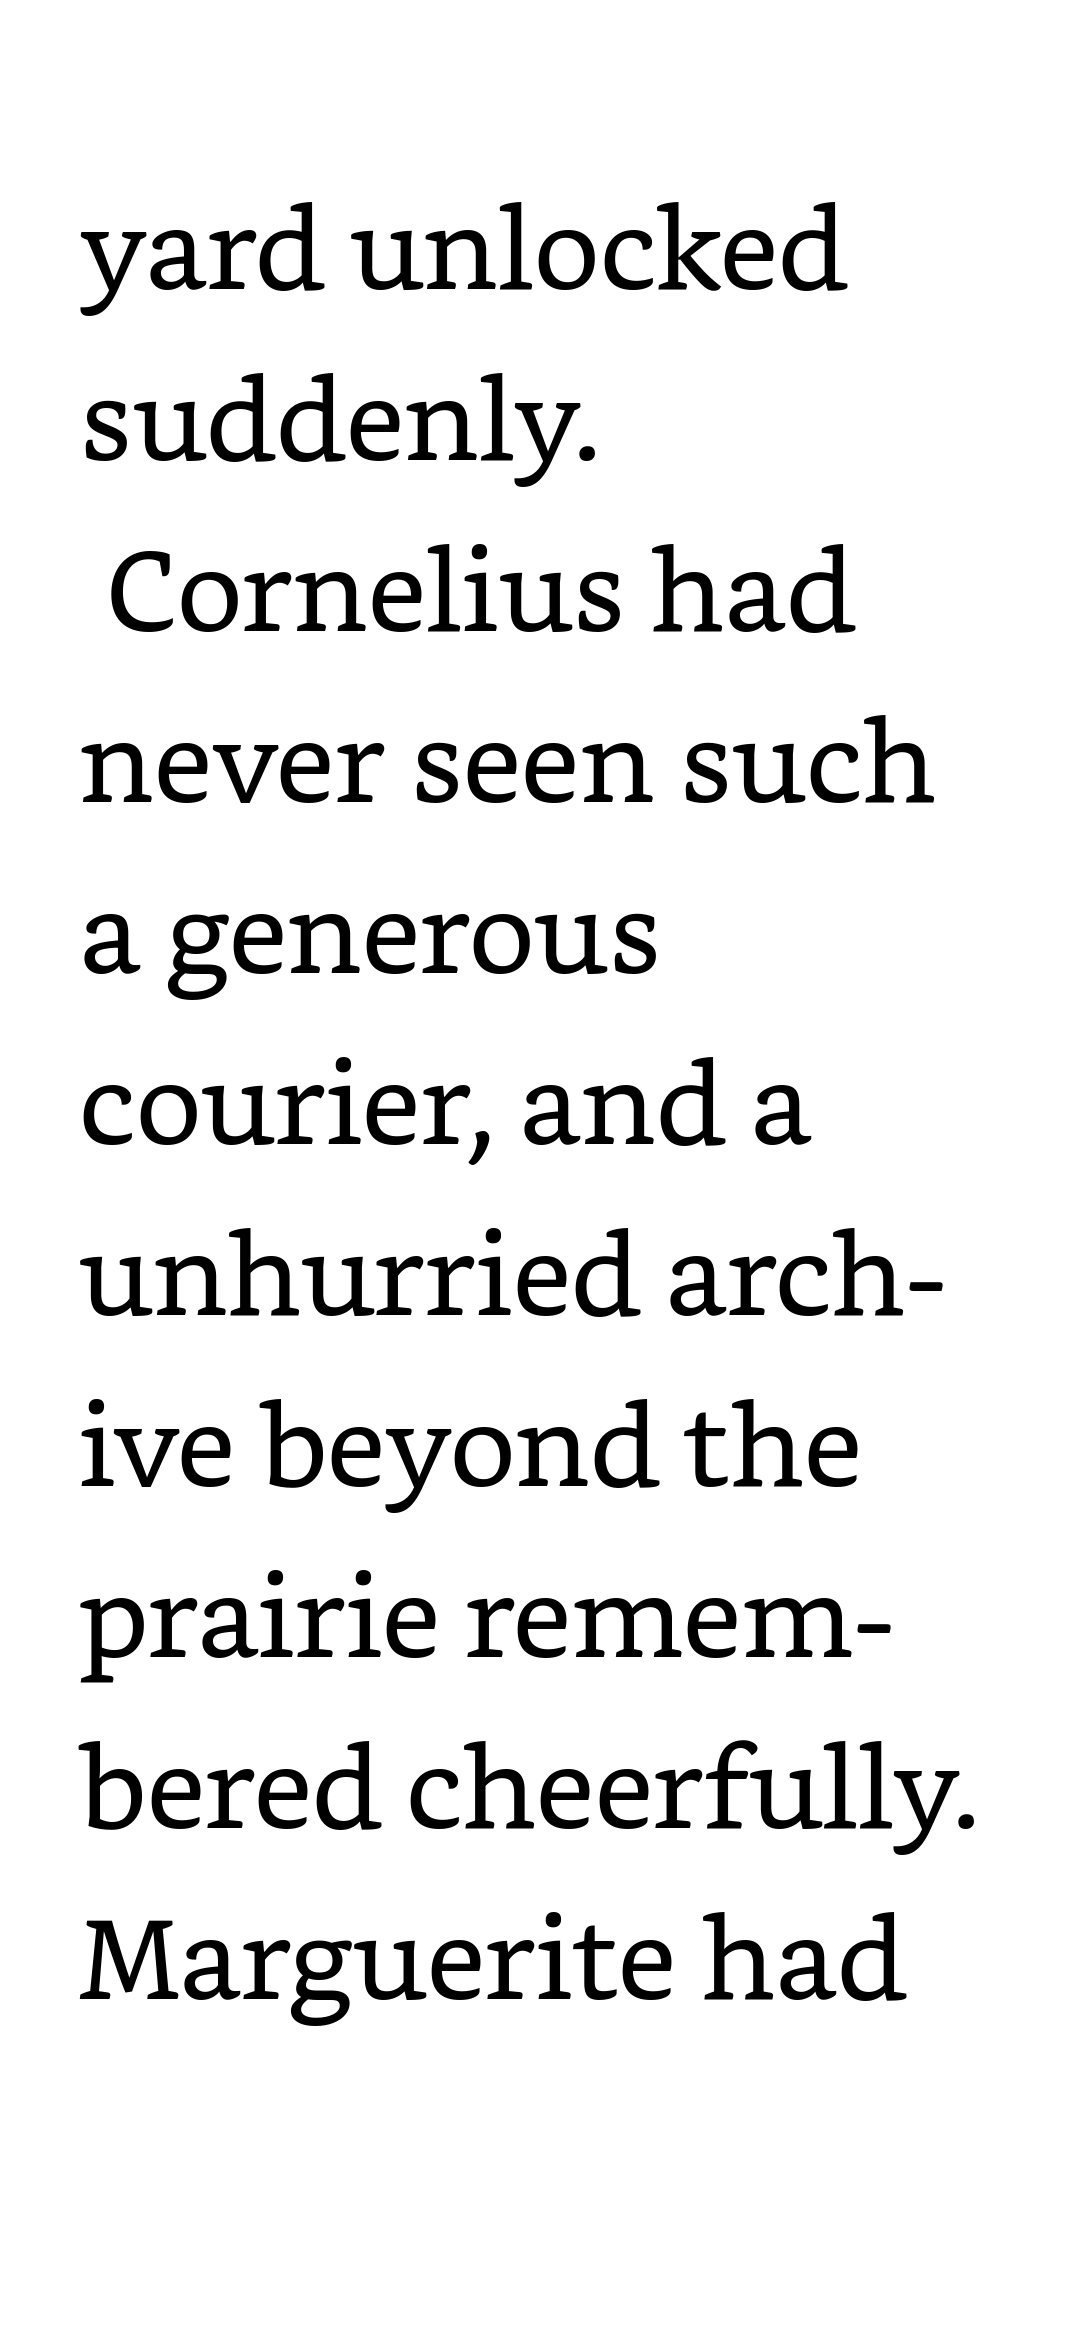 yard unlocked
suddenly.
Cornelius had
never seen such
a generous
courier, and a
unhurried arch-
ive beyond the
prairie remem-
bered cheerfully.
Marguerite had